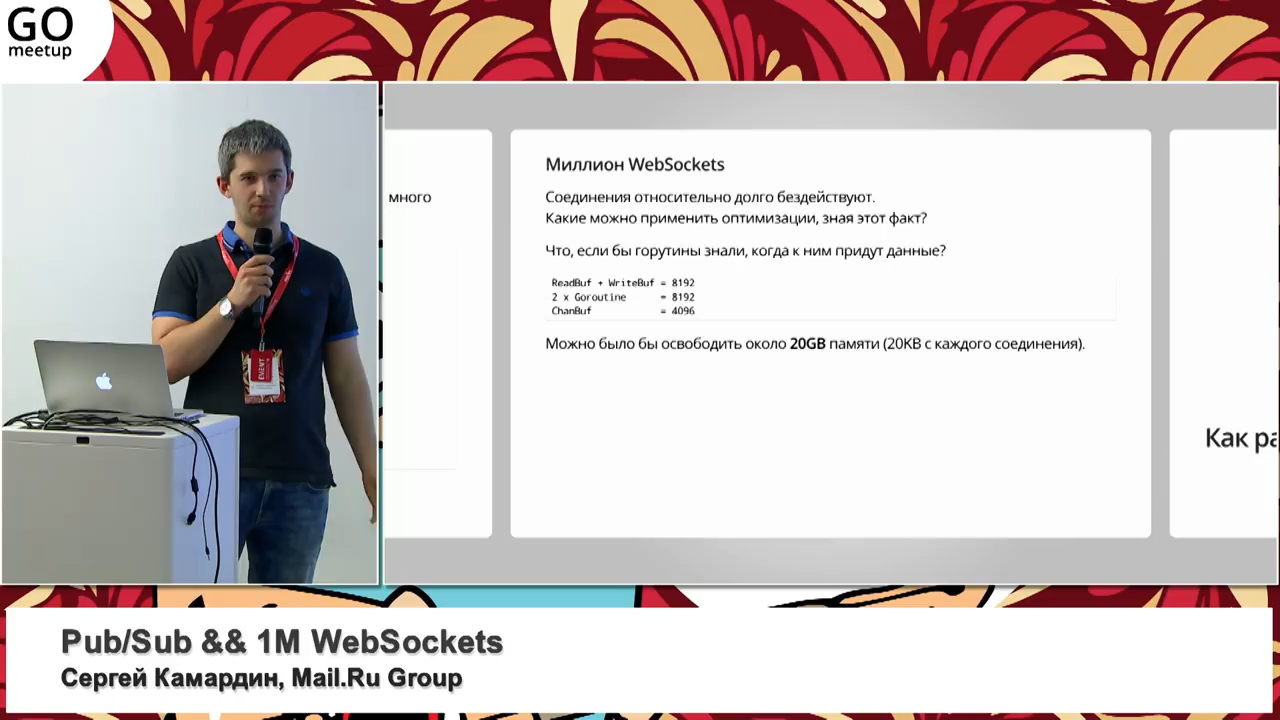 GO
meetup
много
Миллион WebSockets
Соединения относительно долго бездействуют.
Какие можно применить оптимизации, зная этот факт?
Что, если бы горутины знали, когда к ним придут данные?
ReadBuf + WriteBuf = 8192
2 x Goroutine = 8192
ChanBuf = 4096
Можно было бы освободить около 20GB памяти (20KB с каждого соединения).
Как ра
EVENT
Pub/Sub && 1M WebSockets
Сергей Камардин, Mail.Ru Group